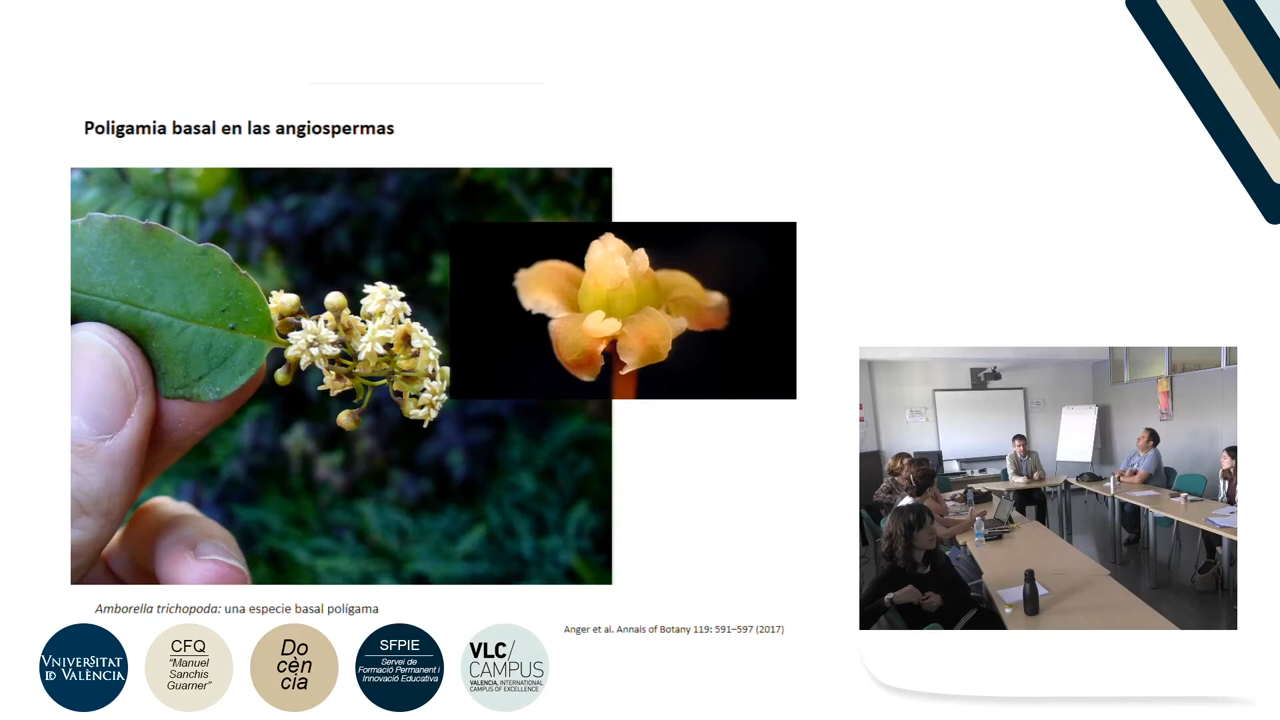 Poligamia basal en las angiospermas
Amborella trichopoda: una especie basal polígama
Anger et al. Annals of Botany 119: 591–597 (2017)
VNIVERSITAT
ID VALÈNCIA
CFQ
"Manuel
Sanchis
Guarner"
Do
cèn
cia
SFPIE
Servei de
Formació Permanent i
Innovació Educativa
VLC/
CAMPUS
VALENCIA, INTERNATIONAL
CAMPUS OF EXCELLENCE